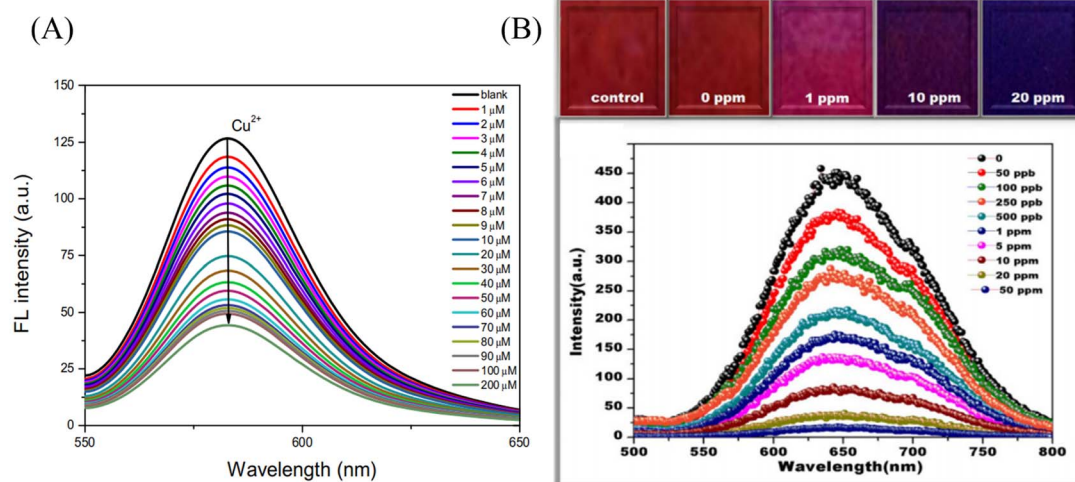 (A)
150
125
100
75
50
25
0
550
600
650
FL intensity (a.u.)
Wavelength (nm)
Cu²⁺
blank
1 μM
2 μM
3 μM
4 μM
5 μM
6 μM
7 μM
8 μM
9 μM
10 μM
20 μM
30 μM
40 μM
50 μM
60 μM
70 μM
80 μM
90 μM
100 μM
200 μM
(B)
control
0 ppm
1 ppm
10 ppm
20 ppm
450
400
350
300
250
200
150
100
50
0
500
550
600
650
700
750
800
Intensity(a.u.)
Wavelength(nm)
0
50 ppb
100 ppb
250 ppb
500 ppb
1 ppm
5 ppm
10 ppm
20 ppm
50 ppm